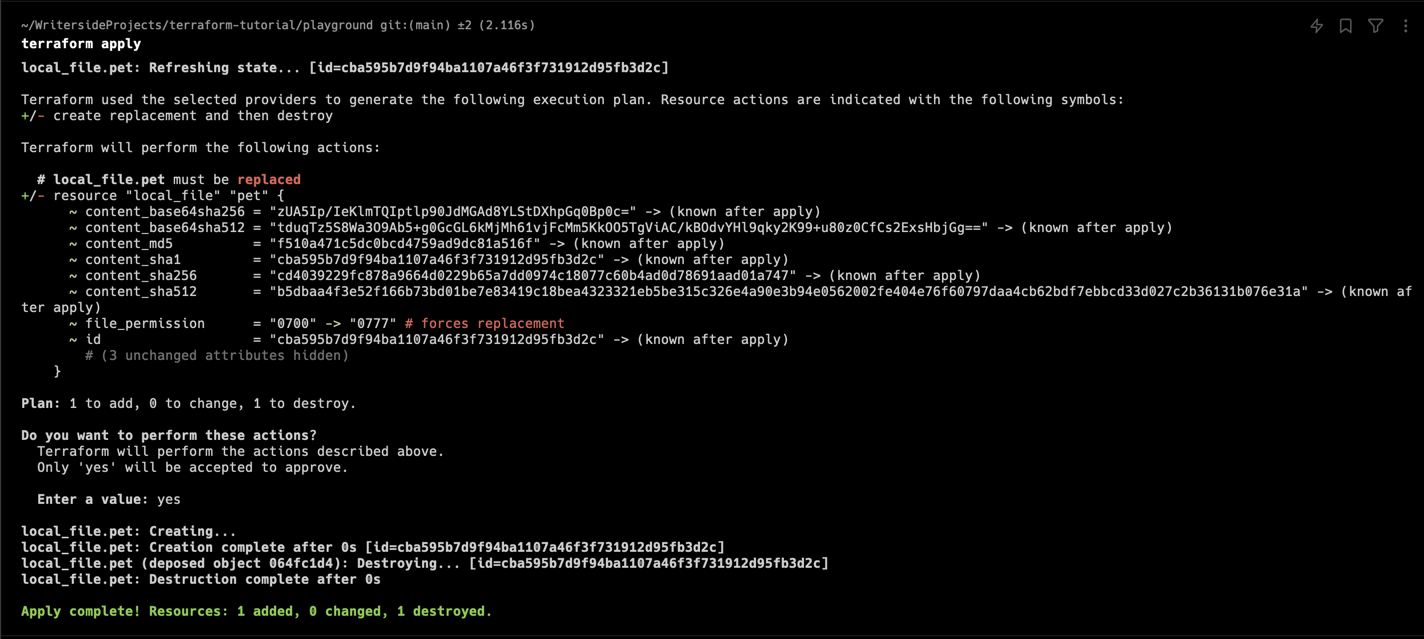 ~/WritersideProjects/terraform-tutorial/playground git:(main) ±2 (2.116s)
terraform apply
local_file.pet: Refreshing state... [id=cba595b7d9f94ba1107a46f3f731912d95fb3d2c]
Terraform used the selected providers to generate the following execution plan. Resource actions are indicated with the following symbols:
+/- create replacement and then destroy
Terraform will perform the following actions:
# local_file.pet must be replaced
+/- resource "local_file" "pet" {
~ content_base64sha256 = "zUA5Ip/IeKlmTQIptlp90JdMGAd8YLStDXhpGq0Bp0c=" -> (known after apply)
~ content_base64sha512 = "tduqTz5S8Wa3O9Ab5+g0GcGL6kMjMh61vjFcMm5KkOO5TgViAC/kBOdvYHl9qky2K99+u80z0CfCs2ExsHbjGg==" -> (known after apply)
~ content_md5 = "f510a471c5dc0bcd4759ad9dc81a516f" -> (known after apply)
~ content_sha1 = "cba595b7d9f94ba1107a46f3f731912d95fb3d2c" -> (known after apply)
~ content_sha256 = "cd4039229fc878a9664d0229b65a7dd0974c18077c60b4ad0d78691aad01a747" -> (known after apply)
~ content_sha512 = "b5dbaa4f3e52f166b73bd01be7e83419c18bea4323321eb5be315c326e4a90e3b94e0562002fe404e76f60797daa4cb62bdf7ebbcd33d027c2b36131b076e31a" -> (known af
ter apply)
~ file_permission = "0700" -> "0777" # forces replacement
~ id = "cba595b7d9f94ba1107a46f3f731912d95fb3d2c" -> (known after apply)
# (3 unchanged attributes hidden)
}
Plan: 1 to add, 0 to change, 1 to destroy.
Do you want to perform these actions?
Terraform will perform the actions described above.
Only 'yes' will be accepted to approve.
Enter a value: yes
local_file.pet: Creating...
local_file.pet: Creation complete after 0s [id=cba595b7d9f94ba1107a46f3f731912d95fb3d2c]
local_file.pet (deposed object 064fc1d4): Destroying... [id=cba595b7d9f94ba1107a46f3f731912d95fb3d2c]
local_file.pet: Destruction complete after 0s
Apply complete! Resources: 1 added, 0 changed, 1 destroyed.